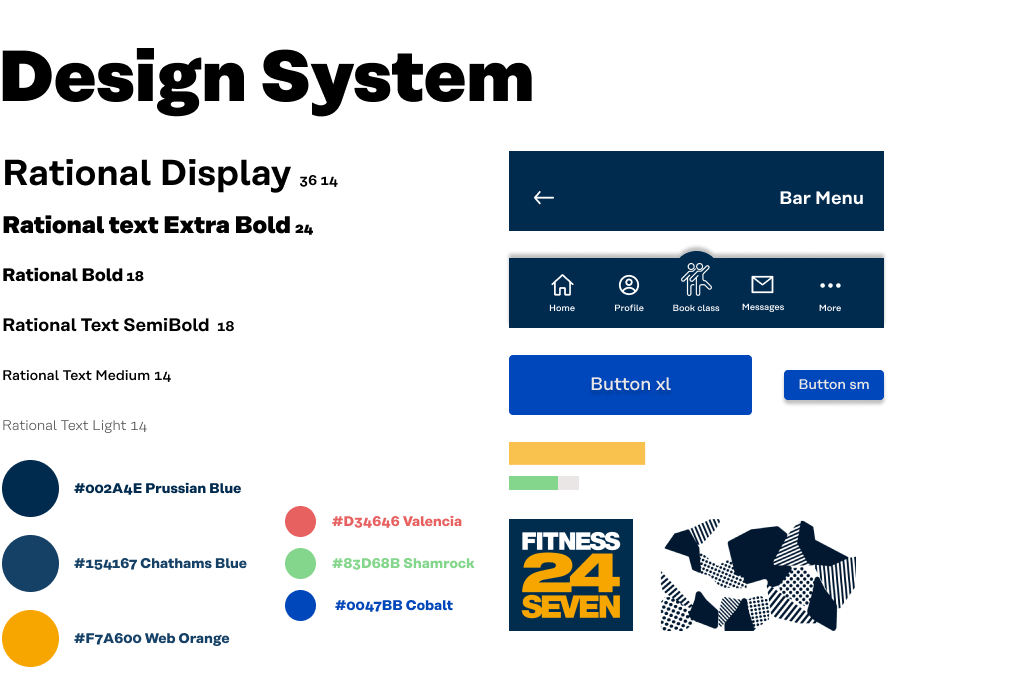 Design System
Rational Display 36 14
Rational text Extra Bold 24
Rational Bold 18
Rational Text SemiBold 18
Rational Text Medium 14
Rational Text Light 14
#002A4E Prussian Blue
#154167 Chathams Blue
#F7A600 Web Orange
#D34646 Valencia
#83D68B Shamrock
#0047BB Cobalt
Bar Menu
Home Profile Book class Messages More
Button xl Button sm
FITNESS
24
SEVEN